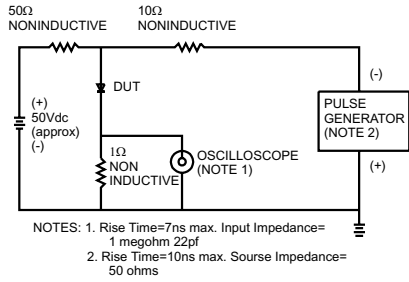 50Ω
NONINDUCTIVE
10Ω
NONINDUCTIVE
DUT
(+)
50Vdc
(approx)
(-)
1Ω
NON
INDUCTIVE
OSCILLOSCOPE
(NOTE 1)
(-)
PULSE
GENERATOR
(NOTE 2)
(+)
NOTES: 1. Rise Time=7ns max. Input Impedance=
1 megohm 22pf
2. Rise Time=10ns max. Sourse Impedance=
50 ohms